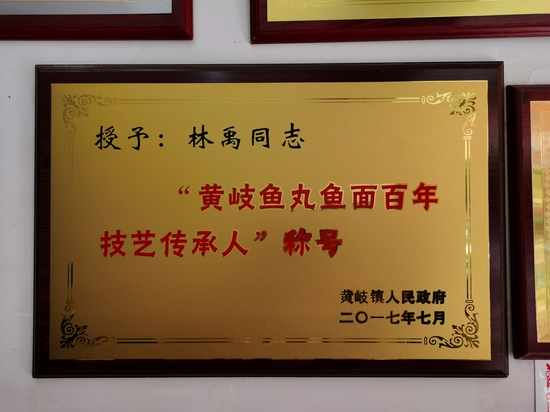 授予：林禹同志
“黄岐鱼丸鱼面百年
技艺传承人”称号
黄岐镇人民政府
二〇一七年七月